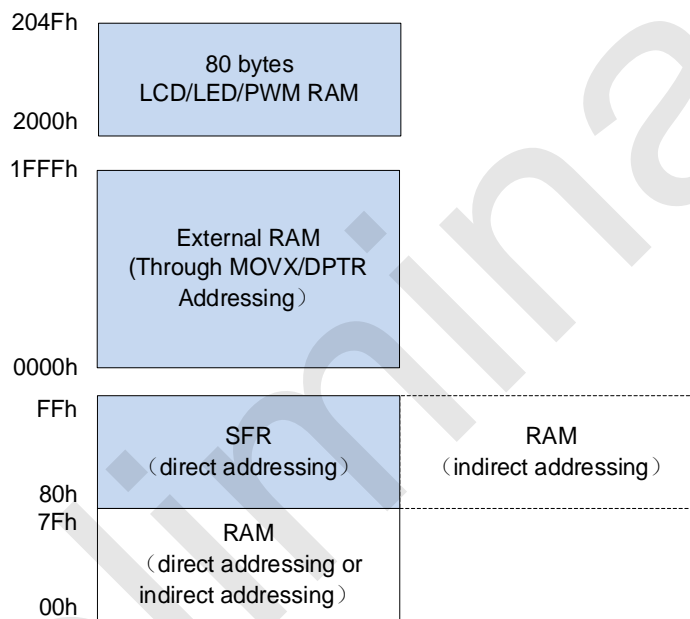 204Fh
80 bytes
LCD/LED/PWM RAM
2000h
1FFFh
External RAM
(Through MOVX/DPTR
Addressing）
0000h
FFh
SFR
（direct addressing）
RAM
（indirect addressing）
80h
7Fh
RAM
（direct addressing or
indirect addressing）
00h
limina